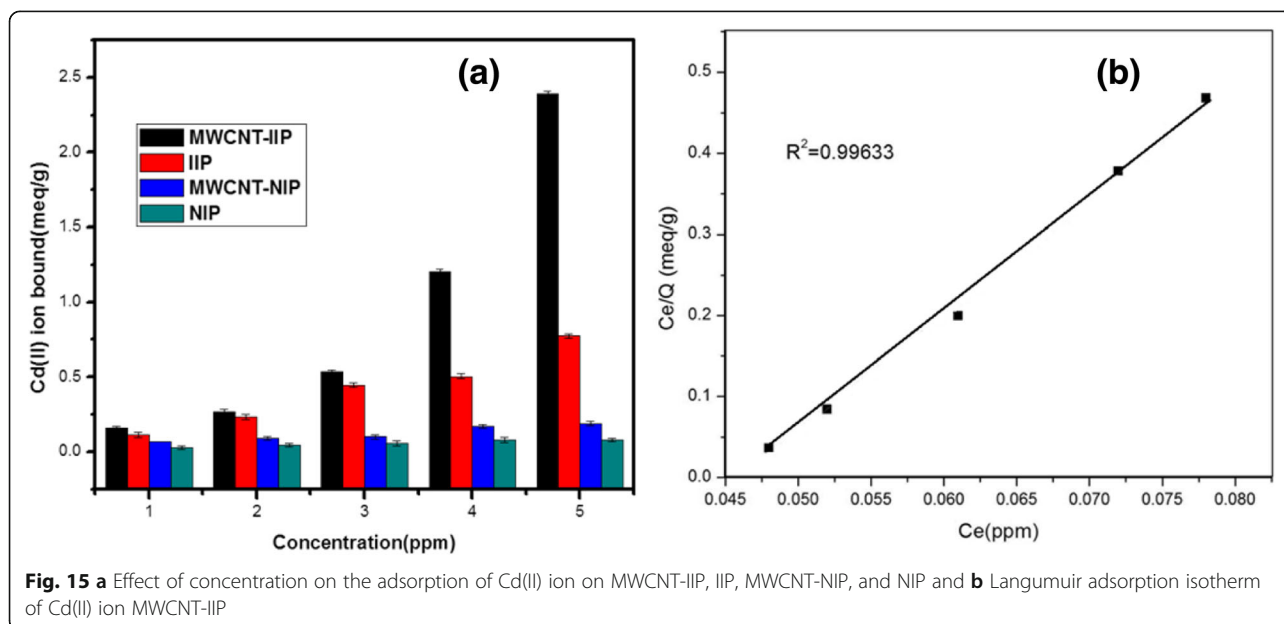 (a)
2.5
2.0
1.5
1.0
0.5
0.0
Cd(II) ion bound(meq/g)
MWCNT-IIP
IIP
MWCNT-NIP
NIP
1 2 3 4 5
Concentration(ppm)
(b)
0.5
0.4
0.3
0.2
0.1
0.0
Ce/Q (meq/g)
R²=0.99633
0.045 0.050 0.055 0.060 0.065 0.070 0.075 0.080
Ce(ppm)
Fig. 15 a Effect of concentration on the adsorption of Cd(II) ion on MWCNT-IIP, IIP, MWCNT-NIP, and NIP and b Langumuir adsorption isotherm
of Cd(II) ion MWCNT-IIP